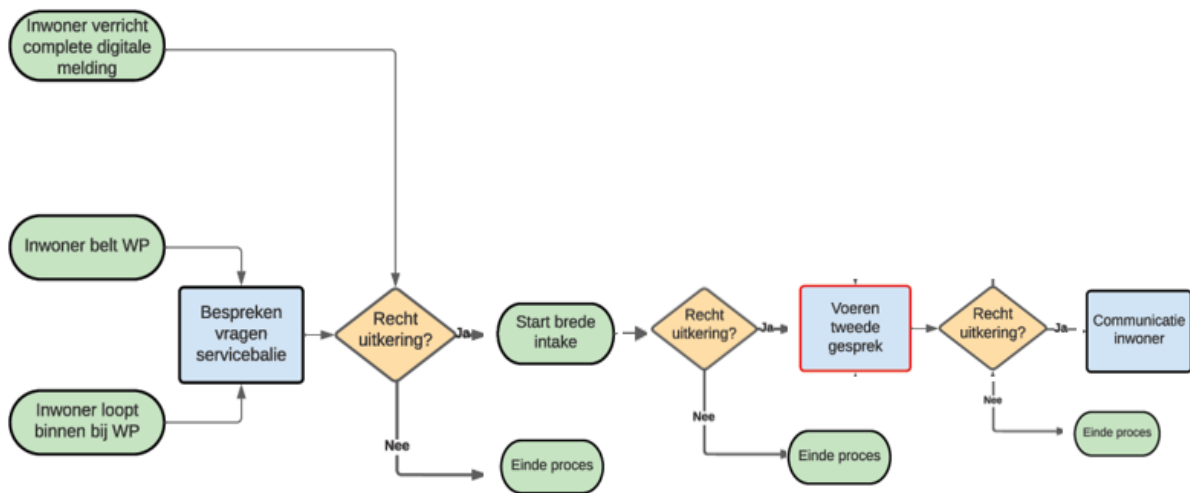 Inwoner verricht
complete digitale
melding
Inwoner belt WP
Bespreken
vragen
servicebalie
Inwoner loopt
binnen bij WP
Recht
uitkering?
Ja
Nee
Einde proces
Start brede
intake
Recht
uitkering?
Ja
Nee
Einde proces
Voeren
tweede
gesprek
Recht
uitkering?
Ja
Nee
Einde proces
Communicatie
inwoner